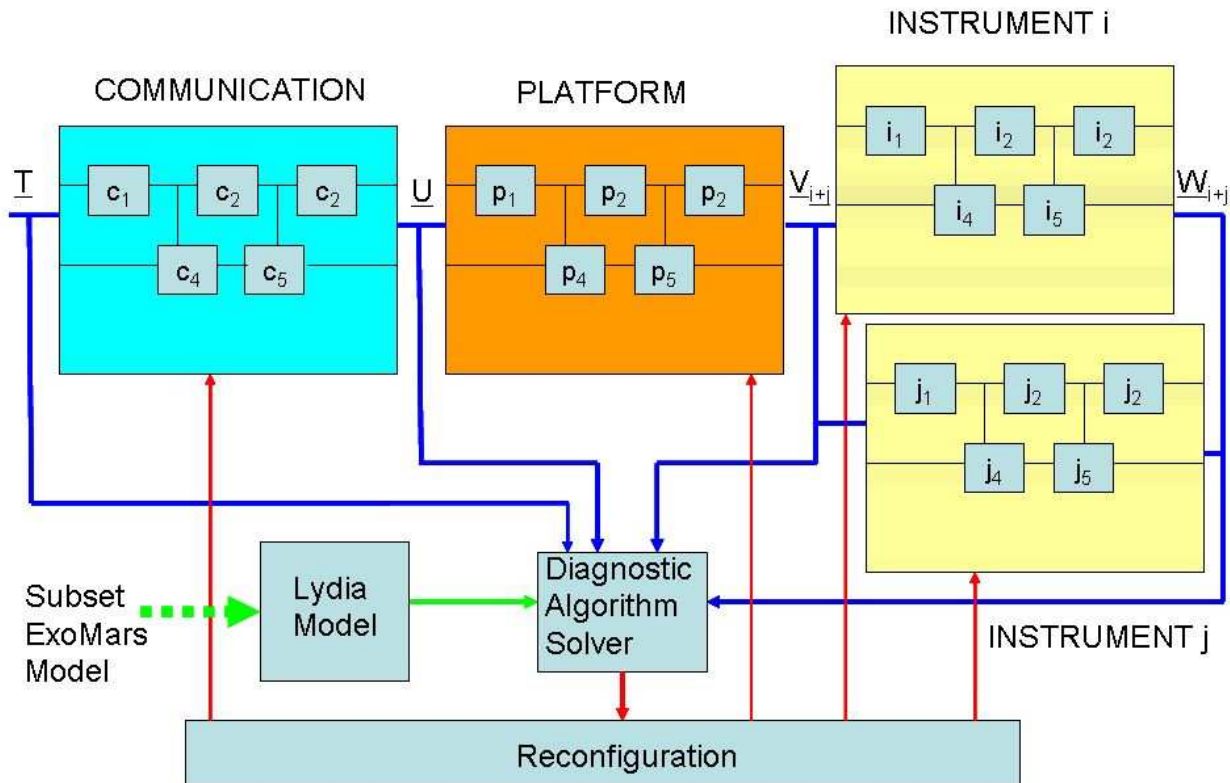 INSTRUMENT i
COMMUNICATION
PLATFORM
T
c1
c2
c2
c4
c5
U
p1
p2
p2
p4
p5
Vi+j
i1
i2
i2
i4
i5
Wi+j
j1
j2
j2
j4
j5
INSTRUMENT j
Subset
ExoMars
Model
Lydia
Model
Diagnostic
Algorithm
Solver
Reconfiguration